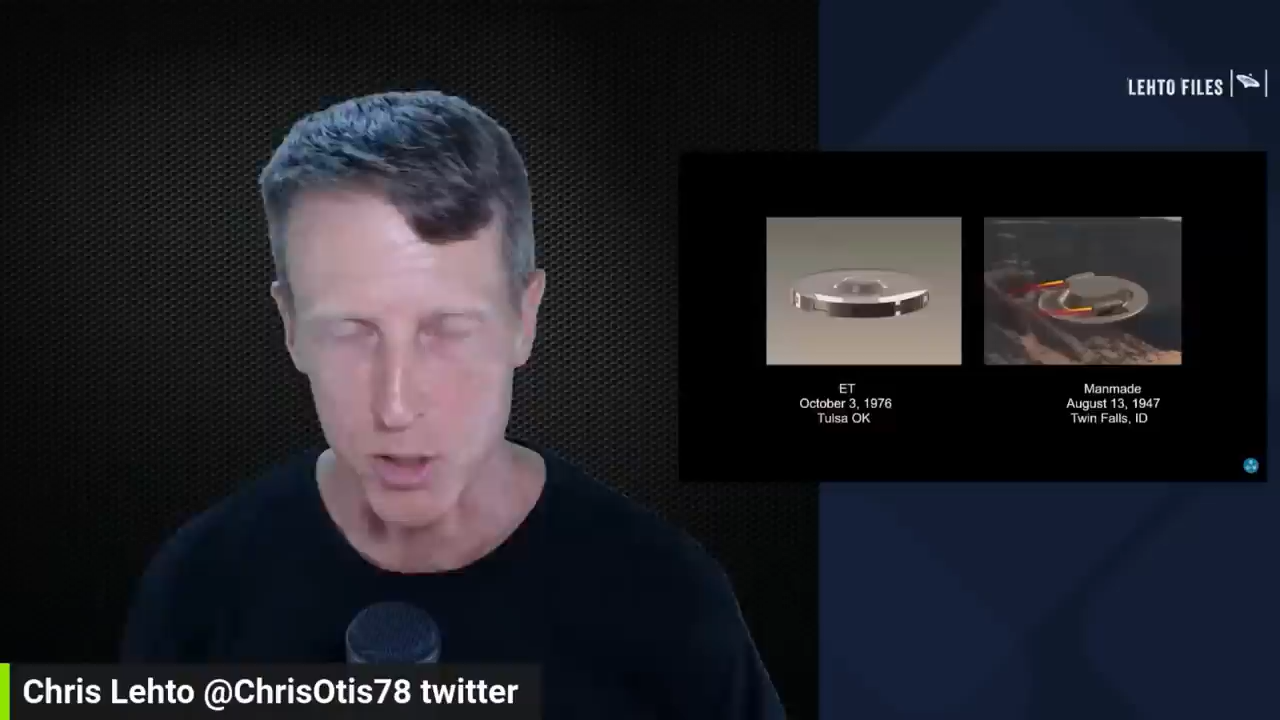 LEHTO FILES
ET
October 3, 1976
Tulsa OK
Manmade
August 13, 1947
Twin Falls, ID
Chris Lehto @ChrisOtis78 twitter